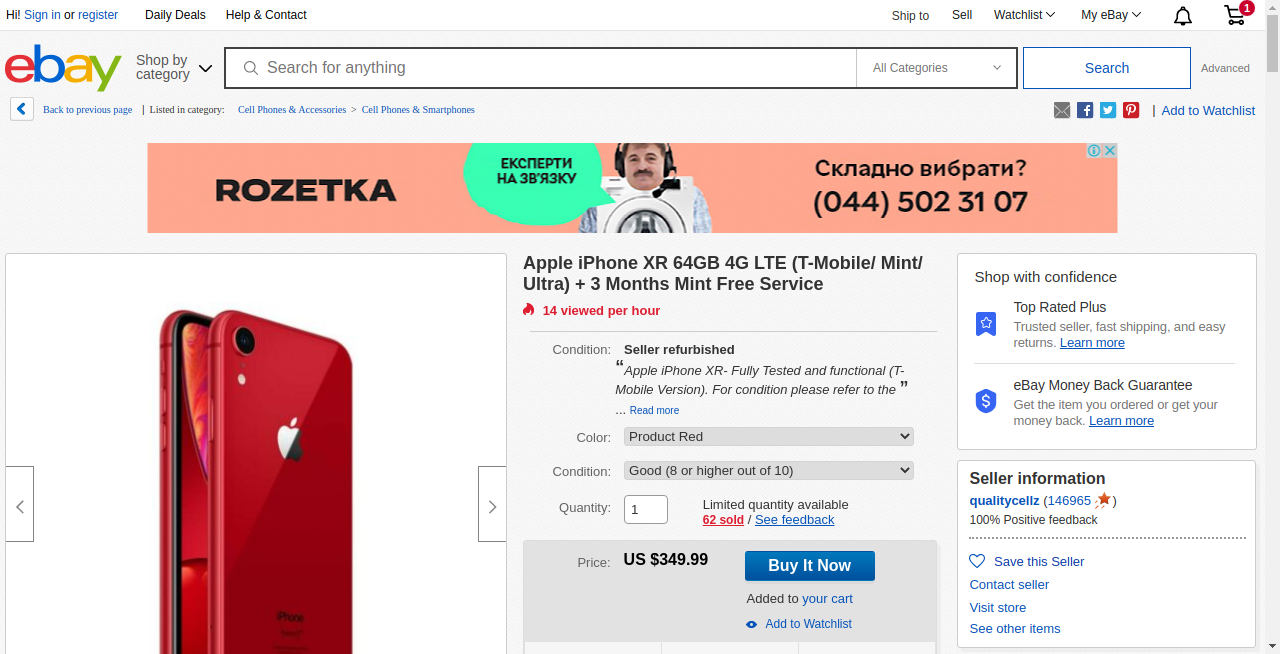 Hi! Sign in or register Daily Deals Help & Contact Ship to Sell Watchlist My eBay 1
ebay Shop by category Search for anything All Categories Search Advanced
Back to previous page | Listed in category: Cell Phones & Accessories > Cell Phones & Smartphones | Add to Watchlist
ROZETKA
ЕКСПЕРТИ
НА ЗВ'ЯЗКУ
Складно вибрати?
(044) 502 31 07
iPhone
Apple iPhone XR 64GB 4G LTE (T-Mobile/ Mint/
Ultra) + 3 Months Mint Free Service
14 viewed per hour
Condition: Seller refurbished
“Apple iPhone XR- Fully Tested and functional (T-
Mobile Version). For condition please refer to the ”
... Read more
Color: Product Red
Condition: Good (8 or higher out of 10)
Quantity: 1 Limited quantity available
62 sold / See feedback
Price: US $349.99 Buy It Now
Added to your cart
Add to Watchlist
Shop with confidence
Top Rated Plus
Trusted seller, fast shipping, and easy
returns. Learn more
eBay Money Back Guarantee
Get the item you ordered or get your
money back. Learn more
Seller information
qualitycellz (146965 )
100% Positive feedback
Save this Seller
Contact seller
Visit store
See other items